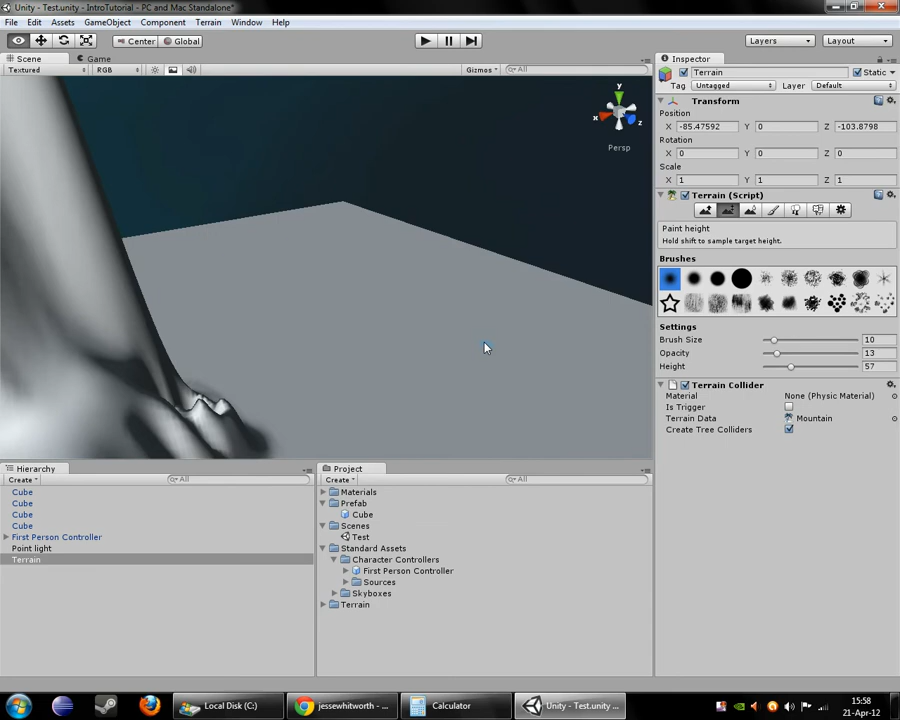 Unity - Test.unity - IntroTutorial - PC and Mac Standalone*
File Edit Assets GameObject Component Terrain Window Help
Center Global Layers Layout
Scene Game
Textured RGB Gizmos All
y
x z
Persp
Inspector
Terrain Static
Tag Untagged Layer Default
Transform
Position
X -85.47592 Y 0 Z -103.8798
Rotation
X 0 Y 0 Z 0
Scale
X 1 Y 1 Z 1
Terrain (Script)
Paint height
Hold shift to sample target height.
Brushes
Settings
Brush Size 10
Opacity 13
Height 57
Terrain Collider
Material None (Physic Material)
Is Trigger
Terrain Data Mountain
Create Tree Colliders
Hierarchy
Create All
Cube
Cube
Cube
Cube
First Person Controller
Point light
Terrain
Project
Create All
Materials
Prefab
Cube
Scenes
Test
Standard Assets
Character Controllers
First Person Controller
Sources
Skyboxes
Terrain
Local Disk (C:) jessewhitworth - ... Calculator Unity - Test.unity ...
15:58
21-Apr-12